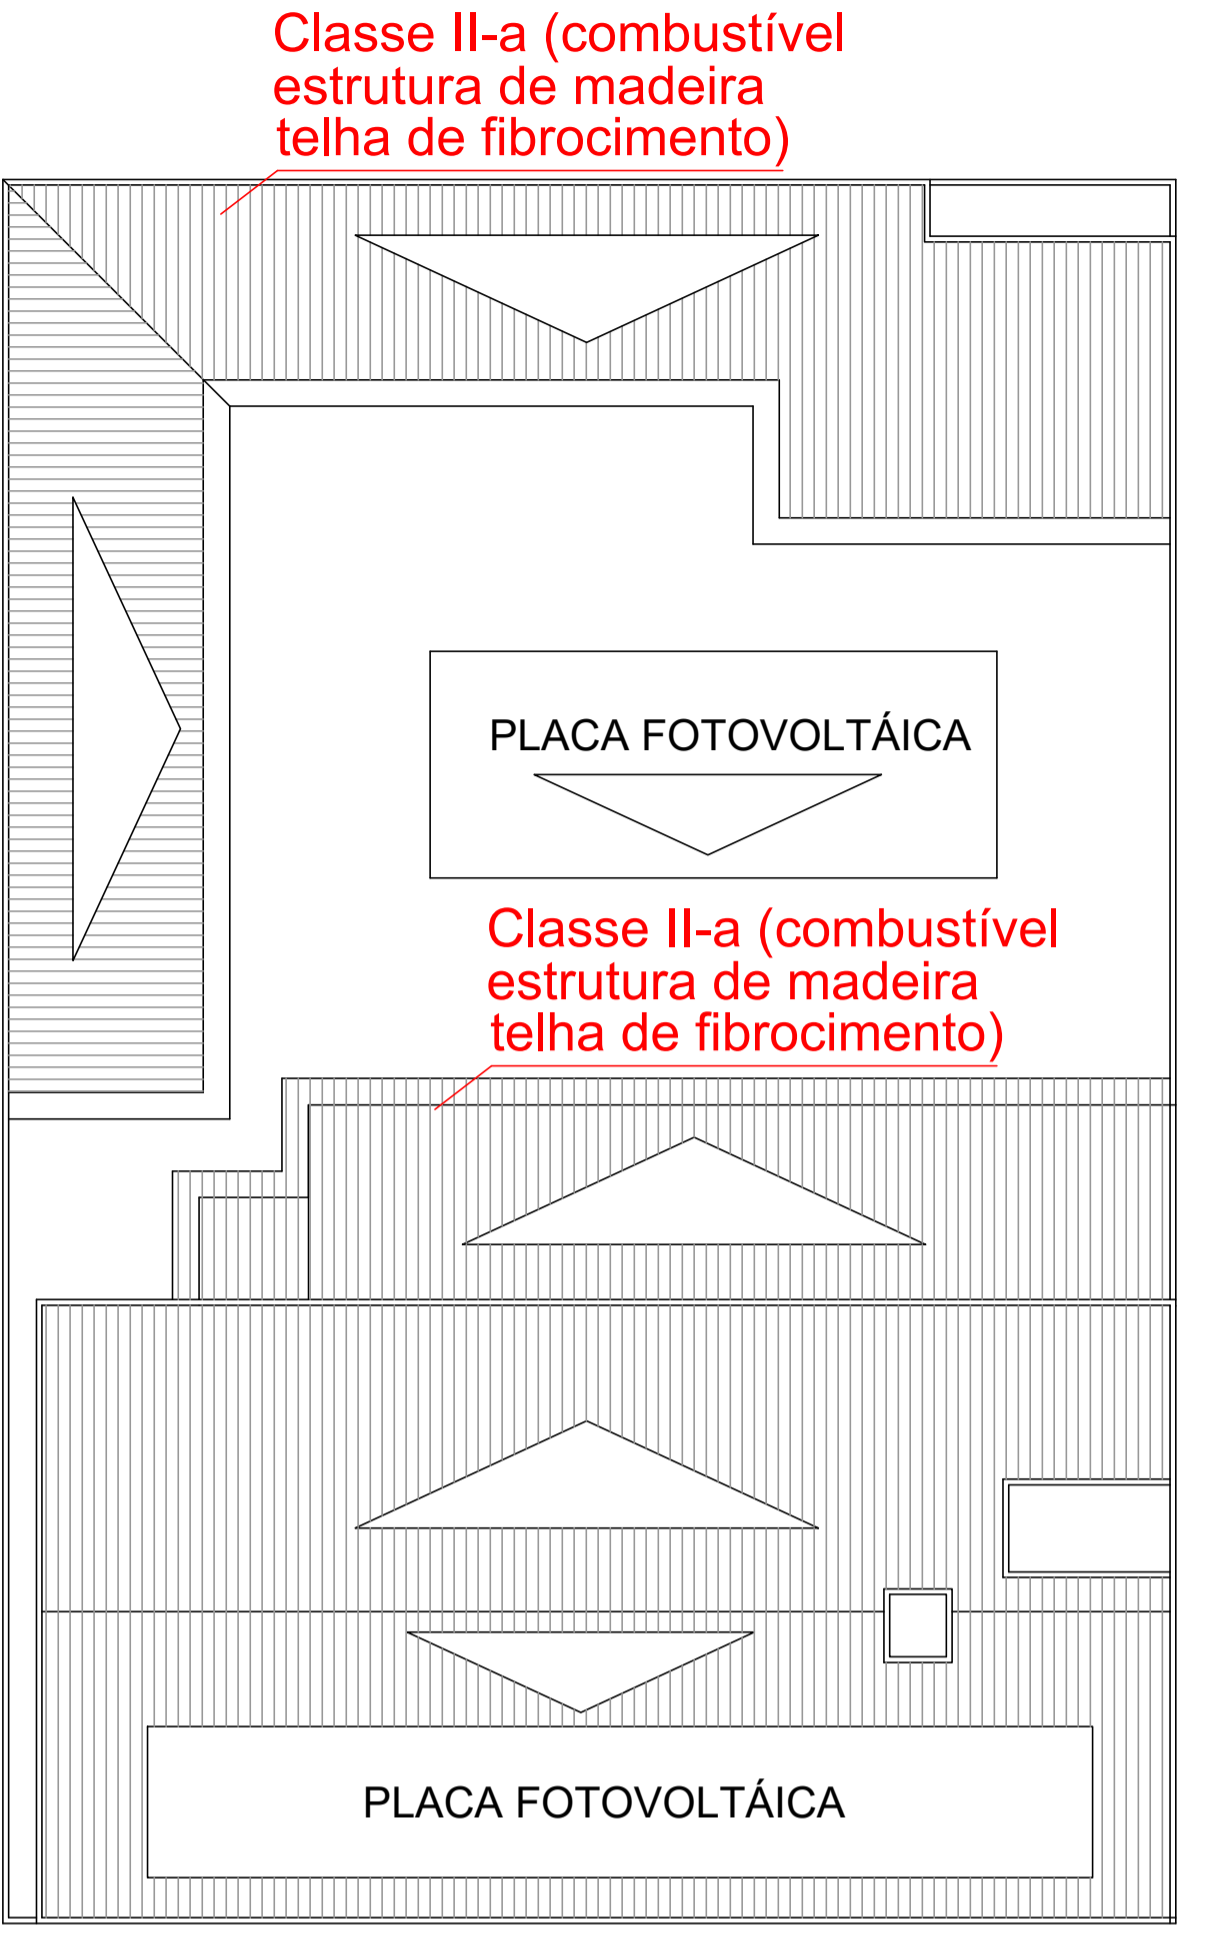 Classe II-a (combustível
estrutura de madeira
telha de fibrocimento)
PLACA FOTOVOLTÁICA
Classe II-a (combustível
estrutura de madeira
telha de fibrocimento)
PLACA FOTOVOLTÁICA